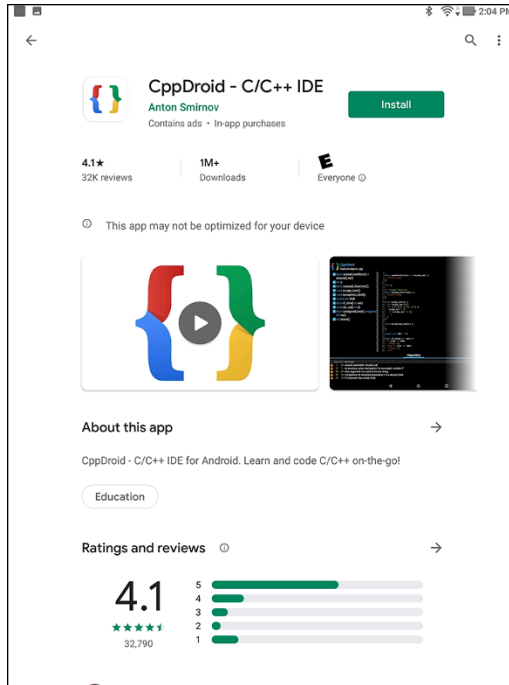 2:04 PM
CppDroid - C/C++ IDE
Anton Smirnov
Contains ads • In-app purchases
Install
4.1★ 1M+ E
32K reviews Downloads Everyone
This app may not be optimized for your device
CppDroid
About this app
CppDroid - C/C++ IDE for Android. Learn and code C/C++ on-the-go!
Education
Ratings and reviews
4.1
32,790
5
4
3
2
1